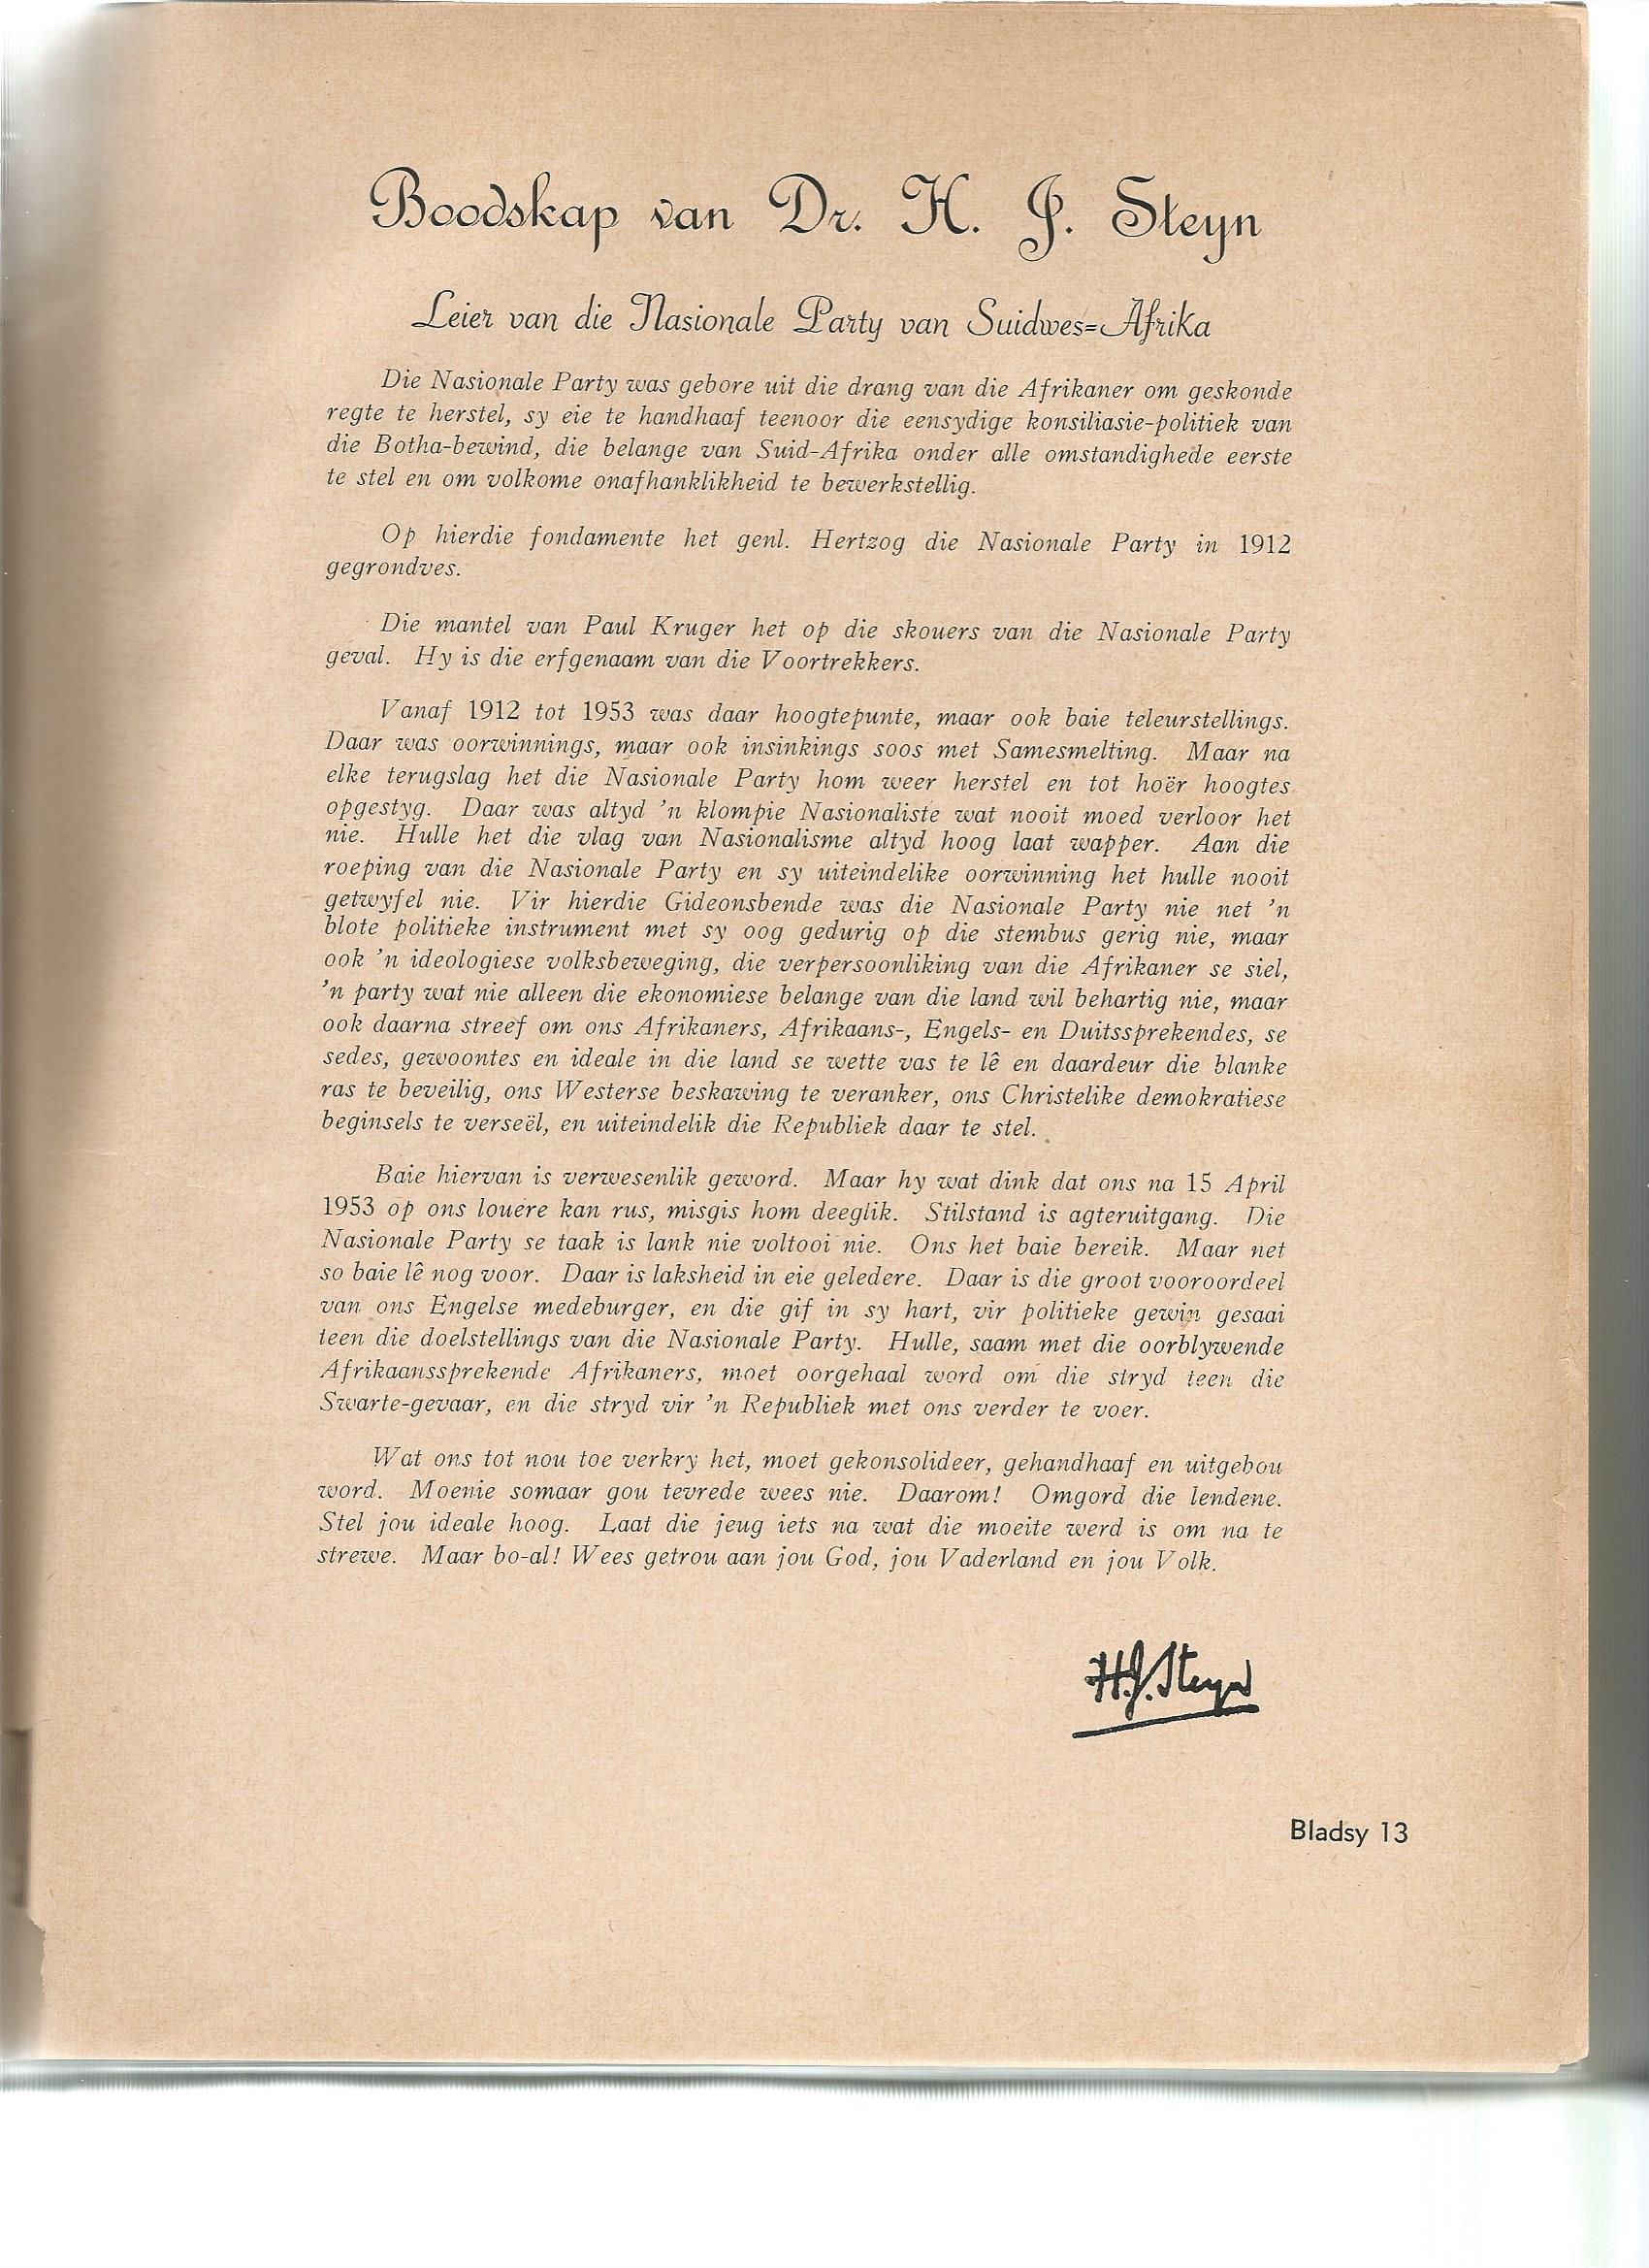 Boodskap van Dr. H. J. Steyn
Leier van die Nasionale Party van Suidwes=Afrika
Die Nasionale Party was gebore uit die drang van die Afrikaner om geskonde
regte te herstel, sy eie te handhaaf teenoor die eensydige konsiliasie-politiek van
die Botha-bewind, die belange van Suid-Afrika onder alle omstandighede eerste
te stel en om volkome onafhanklikheid te bewerkstellig.
Op hierdie fondamente het genl. Hertzog die Nasionale Party in 1912
gegrondves.
Die mantel van Paul Kruger het op die skouers van die Nasionale Party
geval. Hy is die erfgenaam van die Voortrekkers.
Vanaf 1912 tot 1953 was daar hoogtepunte, maar ook baie teleurstellings.
Daar was oorwinnings, maar ook insinkings soos met Samesmelting. Maar na
elke terugslag het die Nasionale Party hom weer herstel en tot hoër hoogtes
opgestyg. Daar was altyd 'n klompie Nasionaliste wat nooit moed verloor het
nie. Hulle het die vlag van Nasionalisme altyd hoog laat wapper. Aan die
roeping van die Nasionale Party en sy uiteindelike oorwinning het hulle nooit
getwyfel nie. Vir hierdie Gideonsbende was die Nasionale Party nie net 'n
blote politieke instrument met sy oog gedurig op die stembus gerig nie, maar
ook 'n ideologiese volksbeweging, die verpersoonliking van die Afrikaner se siel,
'n party wat nie alleen die ekonomiese belange van die land wil behartig nie, maar
ook daarna streef om ons Afrikaners, Afrikaans-, Engels- en Duitssprekendes, se
sedes, gewoontes en ideale in die land se wette vas te lê en daardeur die blanke
ras te beveilig, ons Westerse beskawing te veranker, ons Christelike demokratiese
beginsels te verseël, en uiteindelik die Republiek daar te stel.
Baie hiervan is verwesenlik geword. Maar hy wat dink dat ons na 15 April
1953 op ons louere kan rus, misgis hom deeglik. Stilstand is agteruitgang. Die
Nasionale Party se taak is lank nie voltooi nie. Ons het baie bereik. Maar net
so baie lê nog voor. Daar is laksheid in eie geledere. Daar is die groot vooroordeel
van ons Engelse medeburger, en die gif in sy hart, vir politieke gewin gesaai
teen die doelstellings van die Nasionale Party. Hulle, saam met die oorblywende
Afrikaanssprekende Afrikaners, moet oorgehaal word om die stryd teen die
Swarte-gevaar, en die stryd vir 'n Republiek met ons verder te voer.
Wat ons tot nou toe verkry het, moet gekonsolideer, gehandhaaf en uitgebou
word. Moenie somaar gou tevrede wees nie. Daarom! Omgord die lendene.
Stel jou ideale hoog. Laat die jeug iets na wat die moeite werd is om na te
strewe. Maar bo-al! Wees getrou aan jou God, jou Vaderland en jou Volk.
H.J. Steyn
Bladsy 13